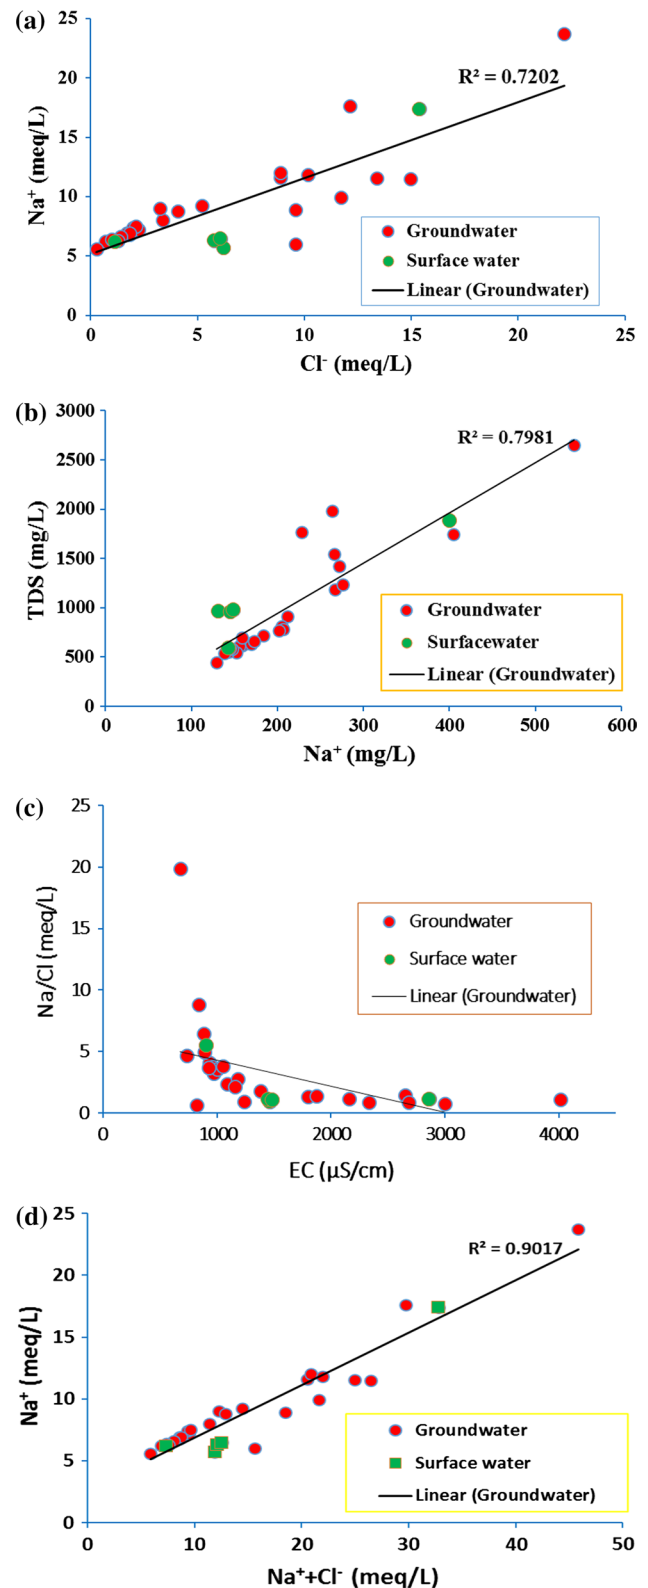 (a)
25
20
15
10
5
0
Na⁺ (meq/L)
R² = 0.7202
Groundwater
Surface water
Linear (Groundwater)
0 5 10 15 20 25
Cl⁻ (meq/L)
(b)
3000
2500
2000
1500
1000
500
0
TDS (mg/L)
R² = 0.7981
Groundwater
Surfacewater
Linear (Groundwater)
0 100 200 300 400 500 600
Na⁺ (mg/L)
(c)
25
20
15
10
5
0
Na/Cl (meq/L)
Groundwater
Surface water
Linear (Groundwater)
0 1000 2000 3000 4000
EC (µS/cm)
(d)
25
20
15
10
5
0
Na⁺ (meq/L)
R² = 0.9017
Groundwater
Surface water
Linear (Groundwater)
0 10 20 30 40 50
Na⁺+Cl⁻ (meq/L)